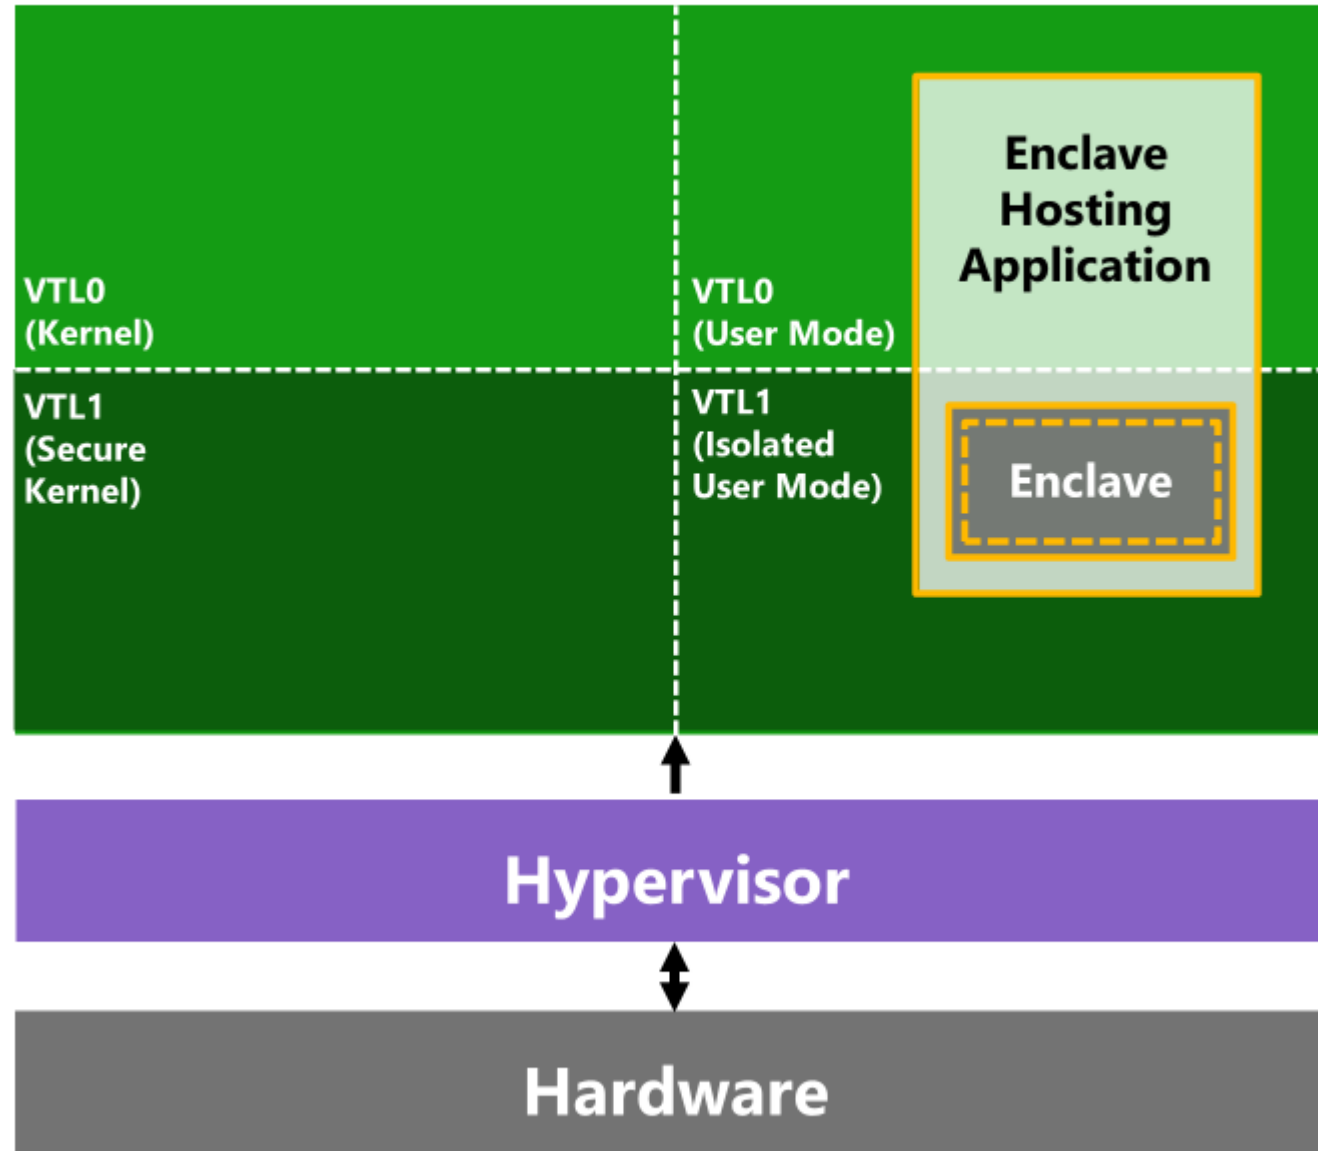 Enclave
Hosting
Application
VTL0
(Kernel)
VTL0
(User Mode)
VTL1
(Secure
Kernel)
VTL1
(Isolated
User Mode)
Enclave
Hypervisor
Hardware